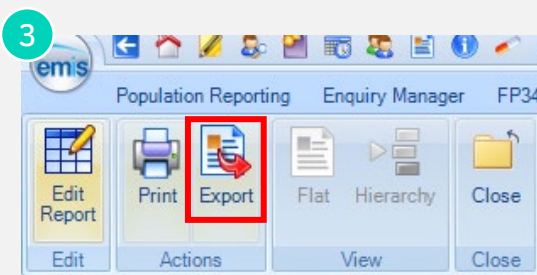 3
emis
Population Reporting Enquiry Manager FP34
Edit Report Print Export Flat Hierarchy Close
Edit Actions View Close